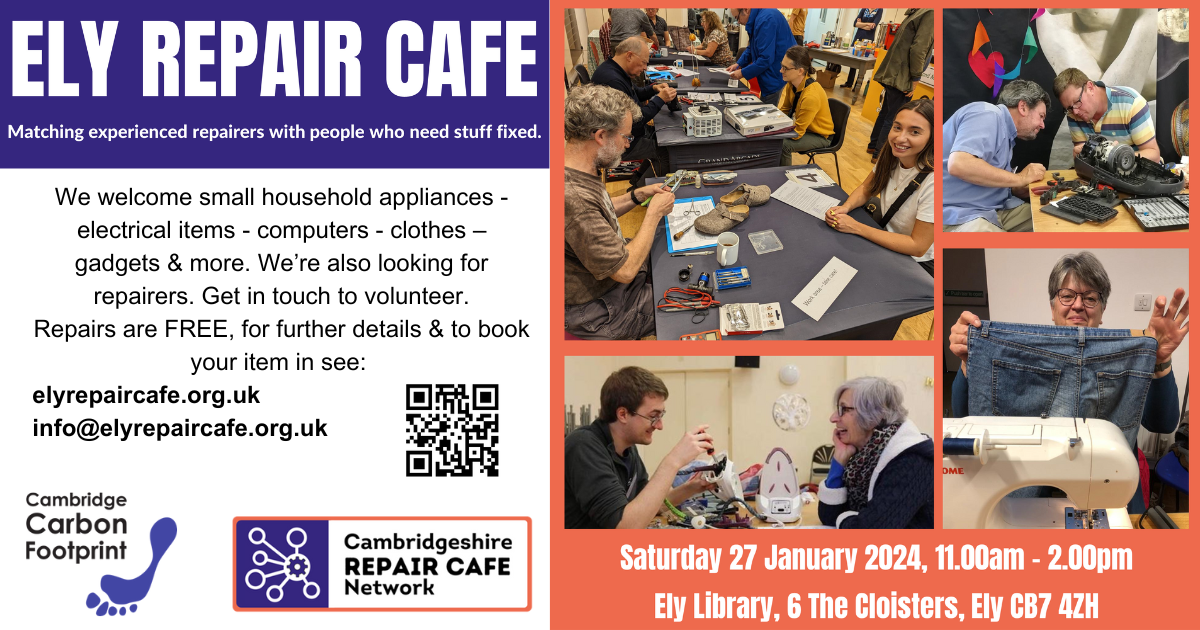 ELY REPAIR CAFE
Matching experienced repairers with people who need stuff fixed.
We welcome small household appliances -
electrical items - computers - clothes –
gadgets & more. We’re also looking for
repairers. Get in touch to volunteer.
Repairs are FREE, for further details & to book
your item in see:
elyrepaircafe.org.uk
info@elyrepaircafe.org.uk
Cambridge
Carbon
Footprint
Cambridgeshire
REPAIR CAFE
Network
GRAND ARCADE
4
OME
Saturday 27 January 2024, 11.00am - 2.00pm
Ely Library, 6 The Cloisters, Ely CB7 4ZH